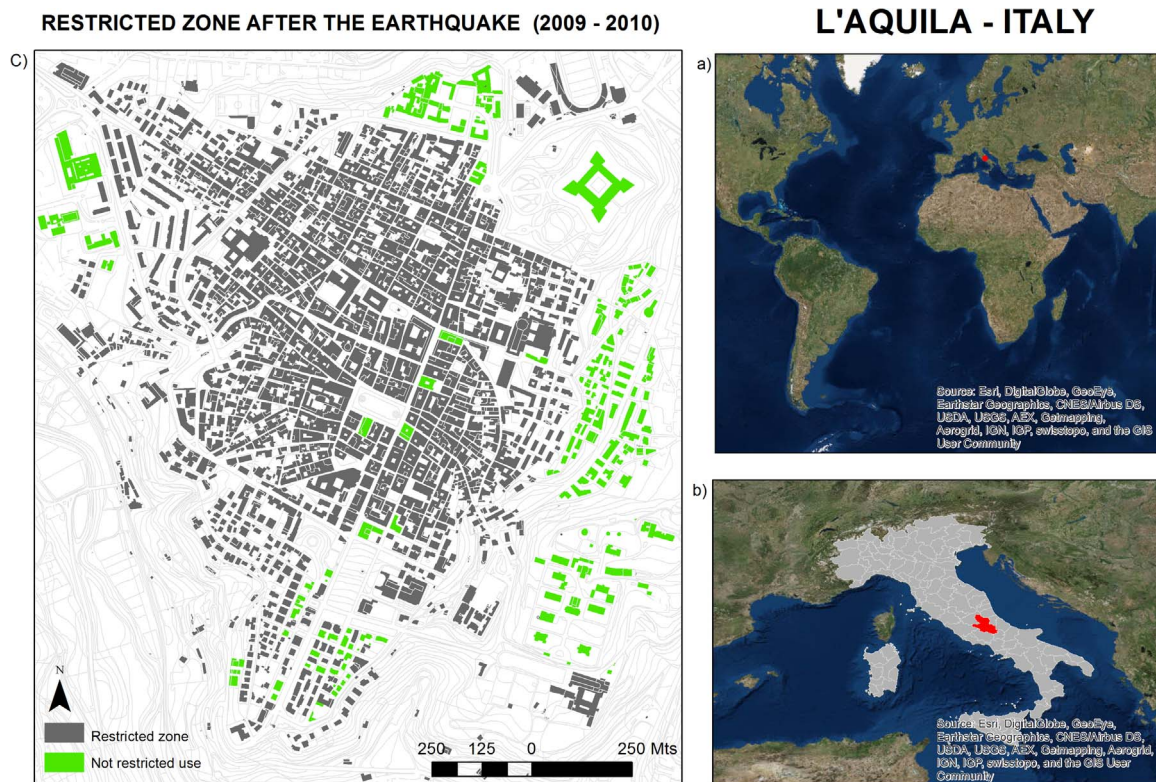 RESTRICTED ZONE AFTER THE EARTHQUAKE (2009 - 2010)
L'AQUILA - ITALY
C)
a)
Source: Esri, DigitalGlobe, GeoEye,
Earthstar Geographics, CNES/Airbus DS,
USDA, USGS, AEX, Getmapping,
Aerogrid, IGN, IGP, swisstopo, and the GIS
User Community
b)
Source: Esri, DigitalGlobe, GeoEye,
Earthstar Geographics, CNES/Airbus DS,
USDA, USGS, AEX, Getmapping, Aerogrid,
IGN, IGP, swisstopo, and the GIS User
Community
N
Restricted zone
Not restricted use
250 125 0 250 Mts